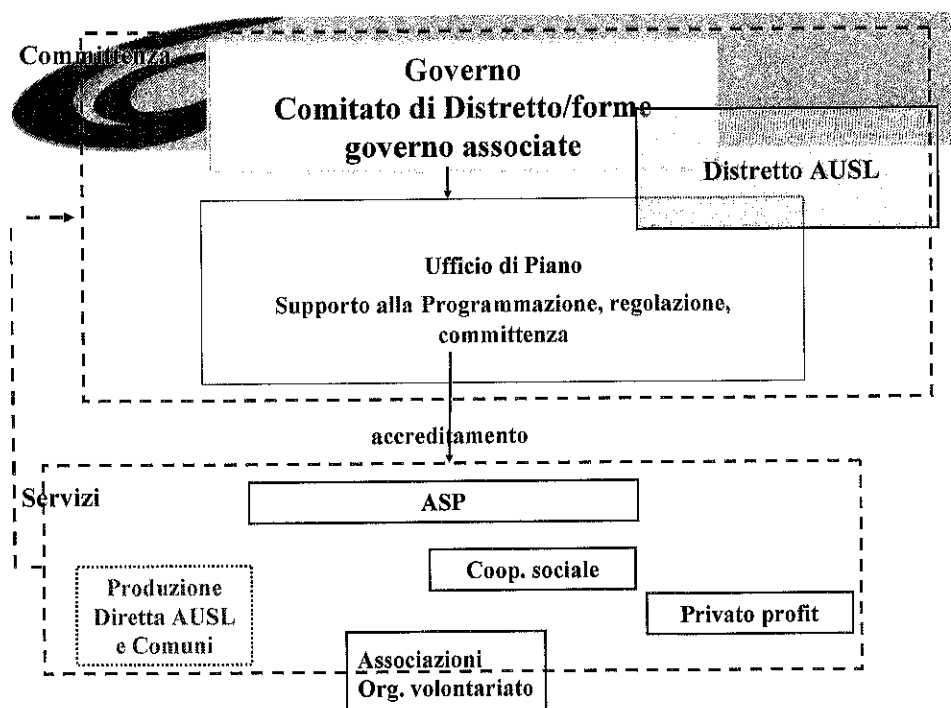 Committenza
Governo
Comitato di Distretto/forme
governo associate
Distretto AUSL
Ufficio di Piano
Supporto alla Programmazione, regolazione,
committenza
accreditamento
Servizi
ASP
Coop. sociale
Produzione
Diretta AUSL
e Comuni
Privato profit
Associazioni
Org. volontariato